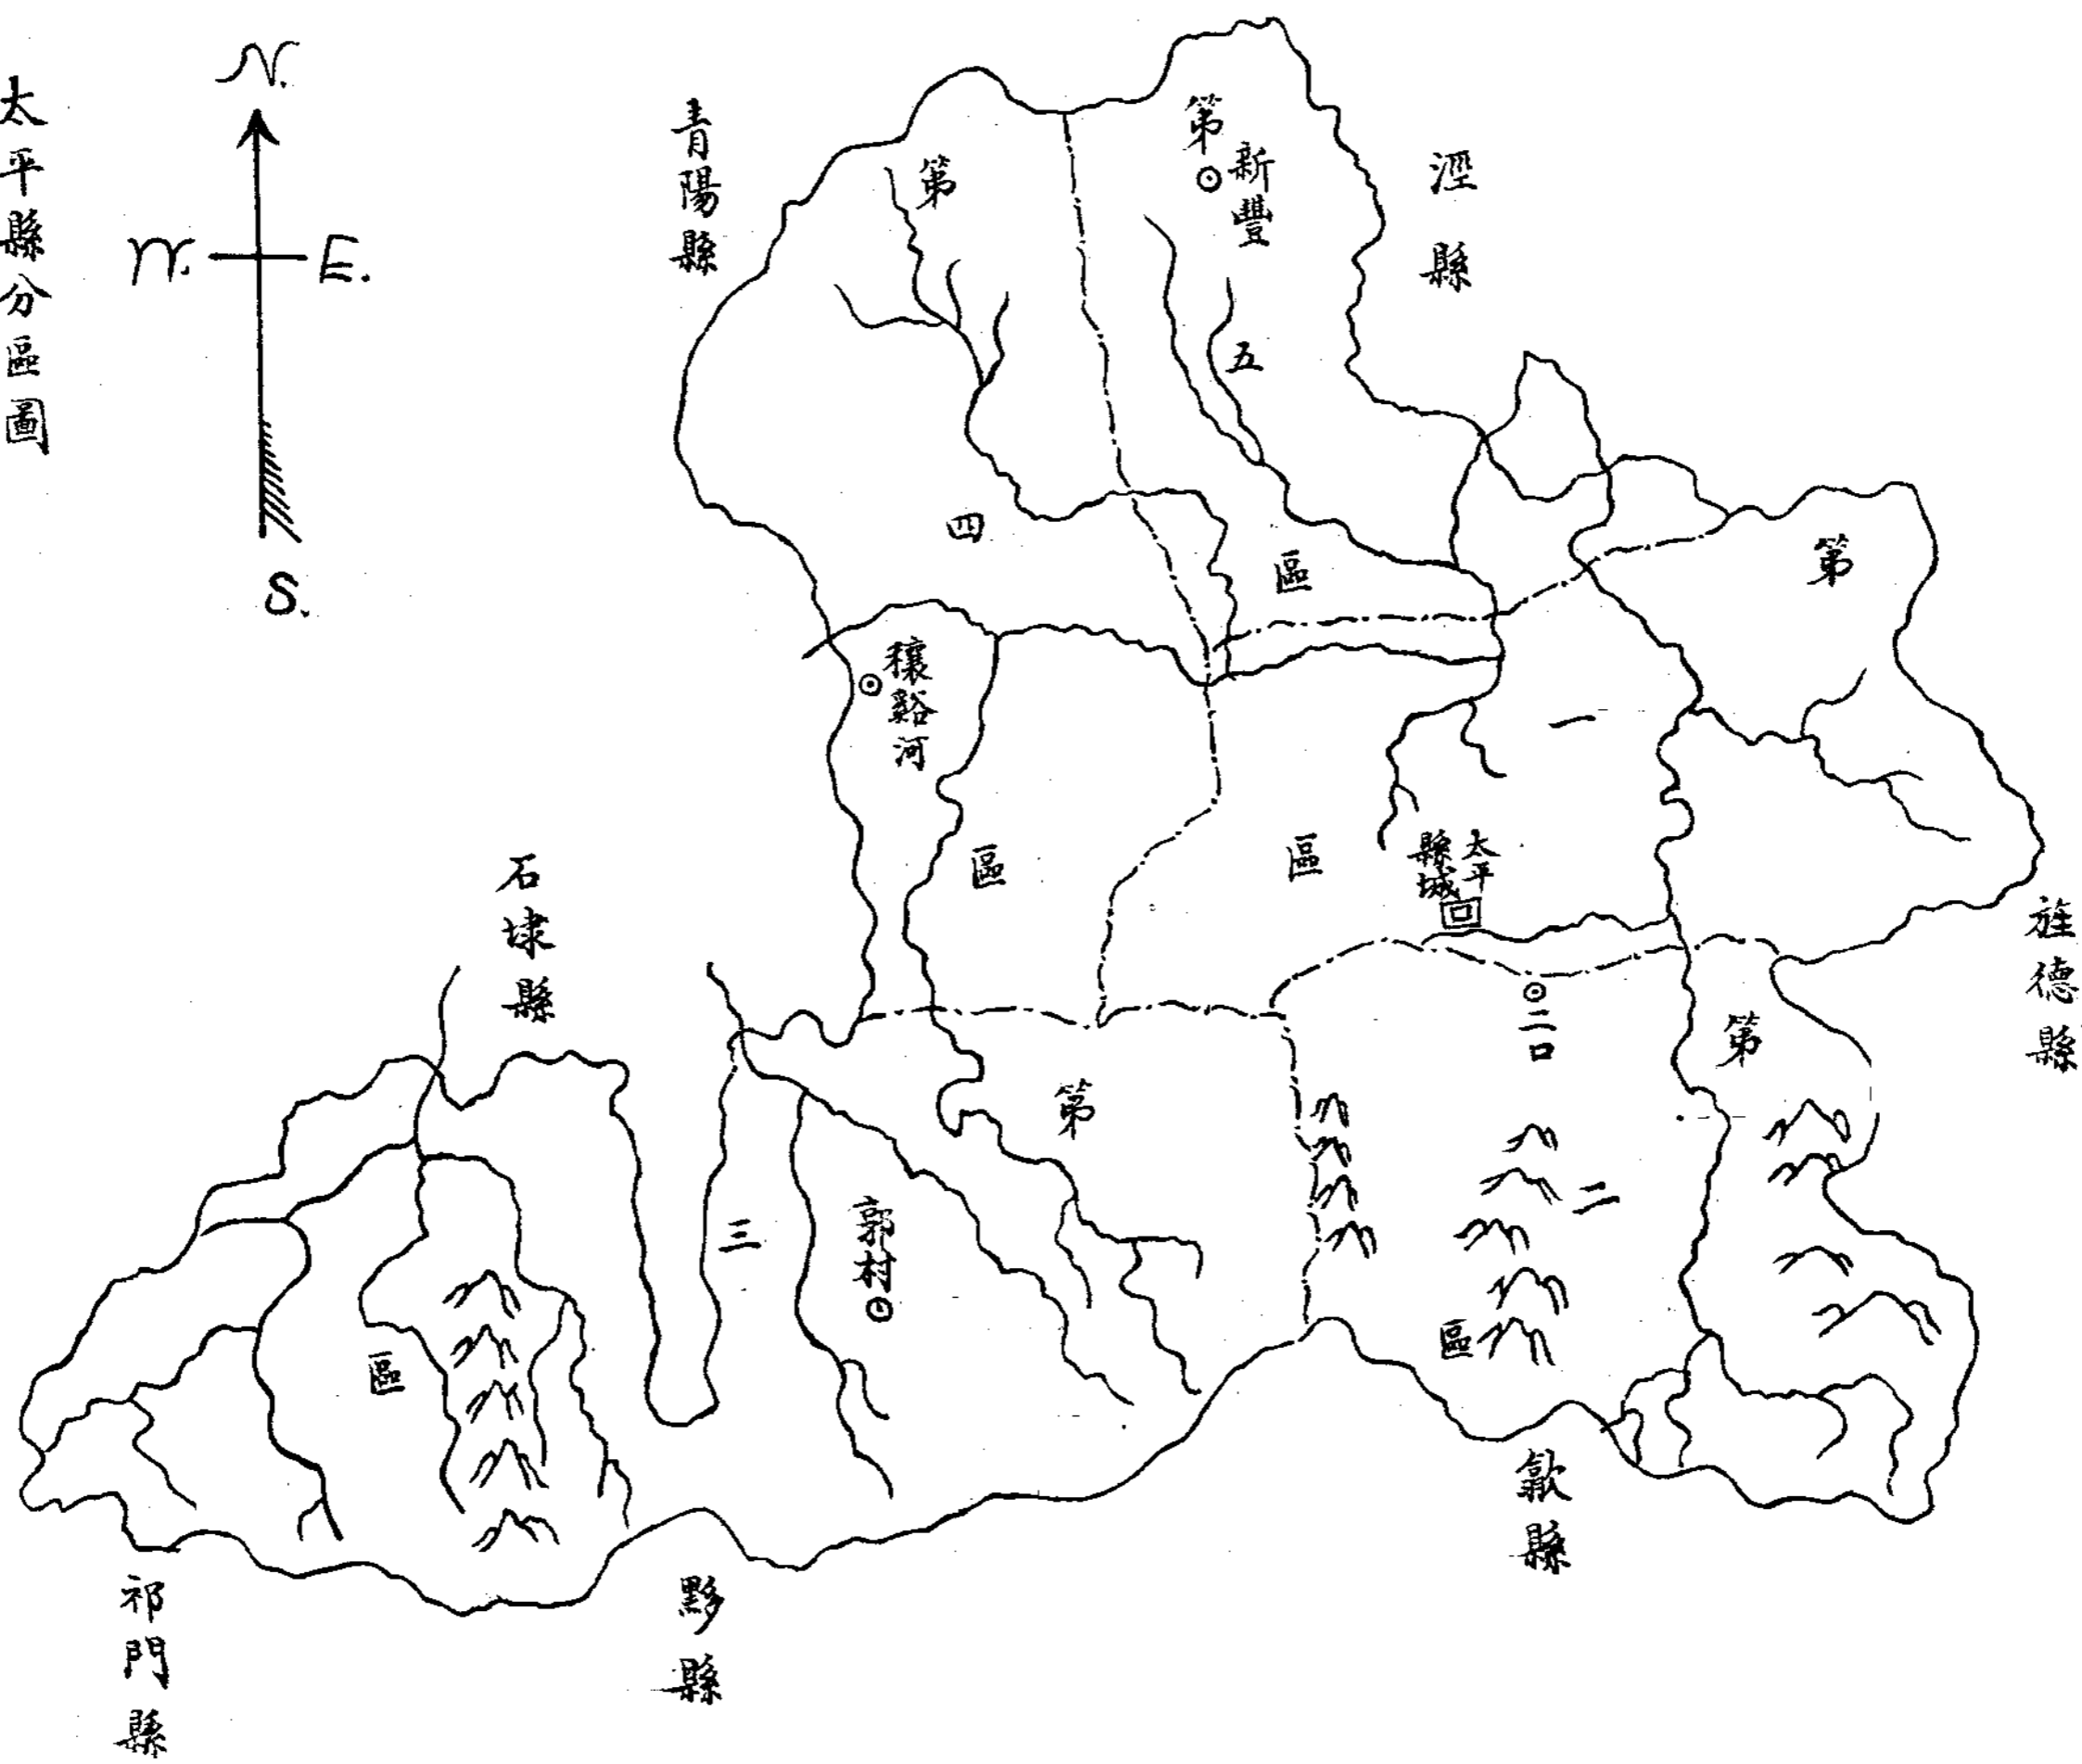 太平縣分區圖
N.
W.
E.
S.
青陽縣
涇縣
石埭縣
旌德縣
祁門縣
黟縣
歙縣
第一區
第二區
第三區
第四區
第五區
新豐
穰谿河
太平縣城
二口
郭村